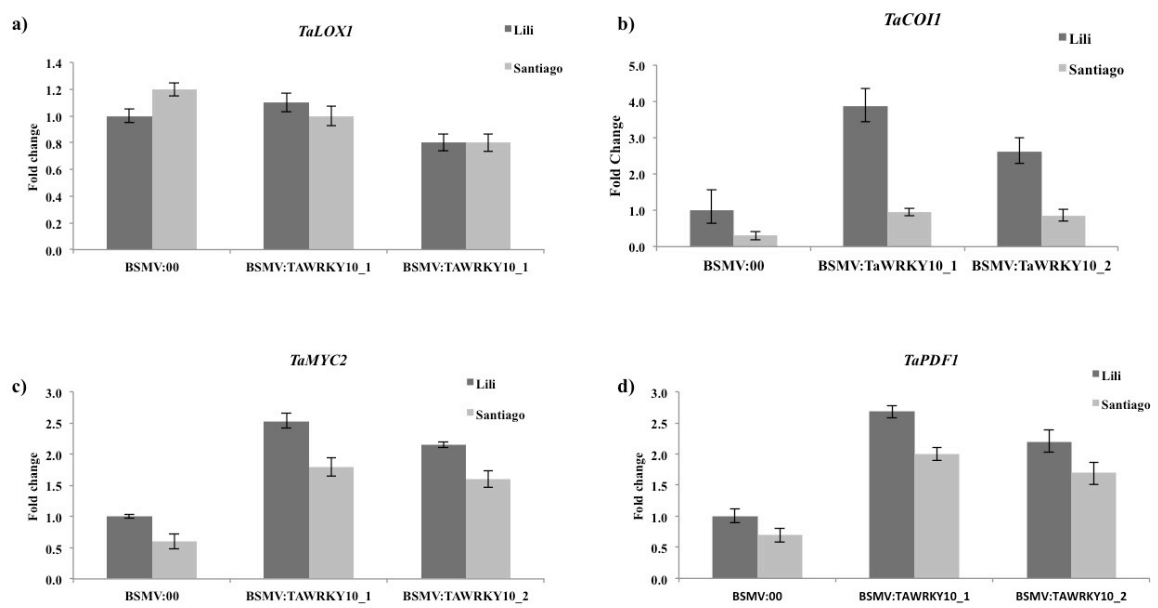 a)
TaLOX1
Lili
Santiago
Fold change
1.4
1.2
1.0
0.8
0.6
0.4
0.2
0.0
BSMV:00 BSMV:TAWRKY10_1 BSMV:TAWRKY10_1
b)
TaCOI1
Lili
Santiago
Fold Change
5.0
4.0
3.0
2.0
1.0
0.0
BSMV:00 BSMV:TaWRKY10_1 BSMV:TaWRKY10_2
c)
TaMYC2
Lili
Santiago
Fold change
3.0
2.5
2.0
1.5
1.0
0.5
0.0
BSMV:00 BSMV:TAWRKY10_1 BSMV:TAWRKY10_2
d)
TaPDF1
Lili
Santiago
Fold change
3.0
2.5
2.0
1.5
1.0
0.5
0.0
BSMV:00 BSMV:TAWRKY10_1 BSMV:TAWRKY10_2